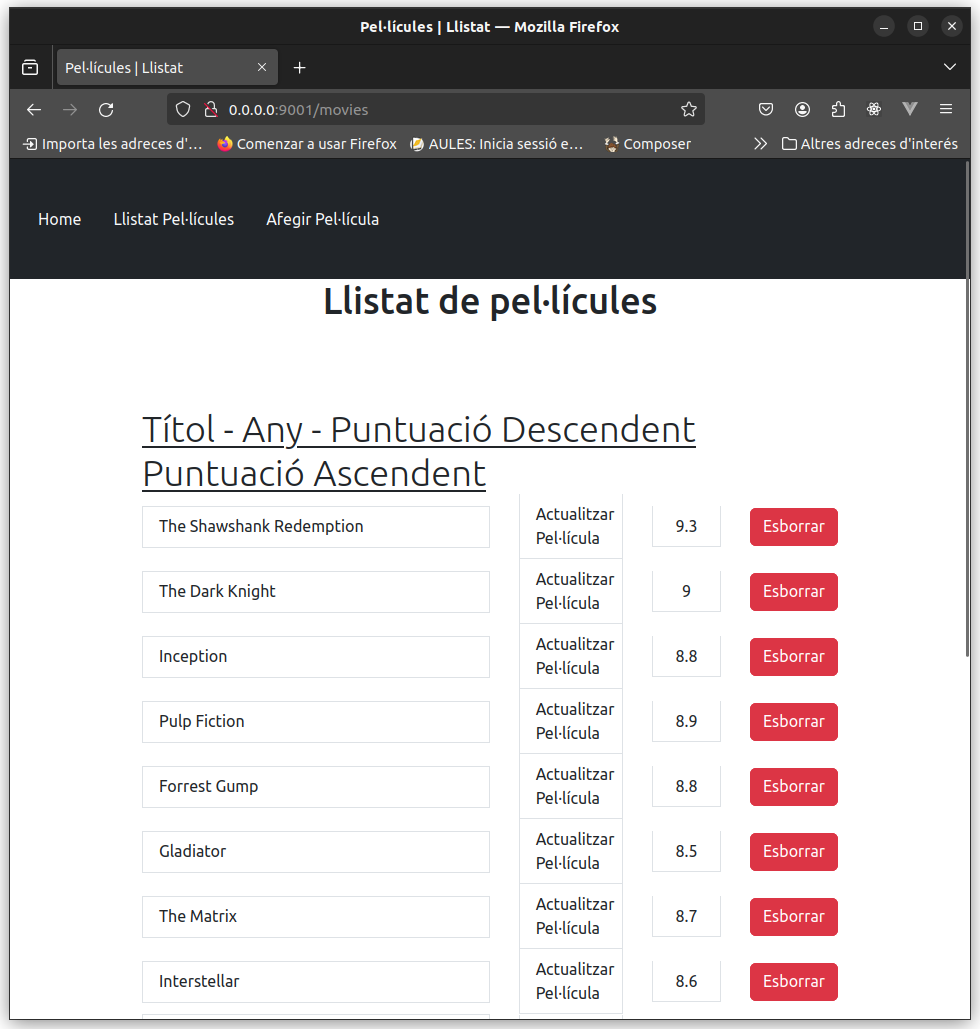 Pel·lícules | Llistat — Mozilla Firefox
Pel·lícules | Llistat
0.0.0.0:9001/movies
Importa les adreces d'… Comenzar a usar Firefox AULES: Inicia sessió e… Composer Altres adreces d'interés
Home Llistat Pel·lícules Afegir Pel·lícula
Llistat de pel·lícules
Títol - Any - Puntuació Descendent
Puntuació Ascendent
The Shawshank Redemption
Actualitzar
Pel·lícula
9.3
Esborrar
The Dark Knight
Actualitzar
Pel·lícula
9
Esborrar
Inception
Actualitzar
Pel·lícula
8.8
Esborrar
Pulp Fiction
Actualitzar
Pel·lícula
8.9
Esborrar
Forrest Gump
Actualitzar
Pel·lícula
8.8
Esborrar
Gladiator
Actualitzar
Pel·lícula
8.5
Esborrar
The Matrix
Actualitzar
Pel·lícula
8.7
Esborrar
Interstellar
Actualitzar
Pel·lícula
8.6
Esborrar